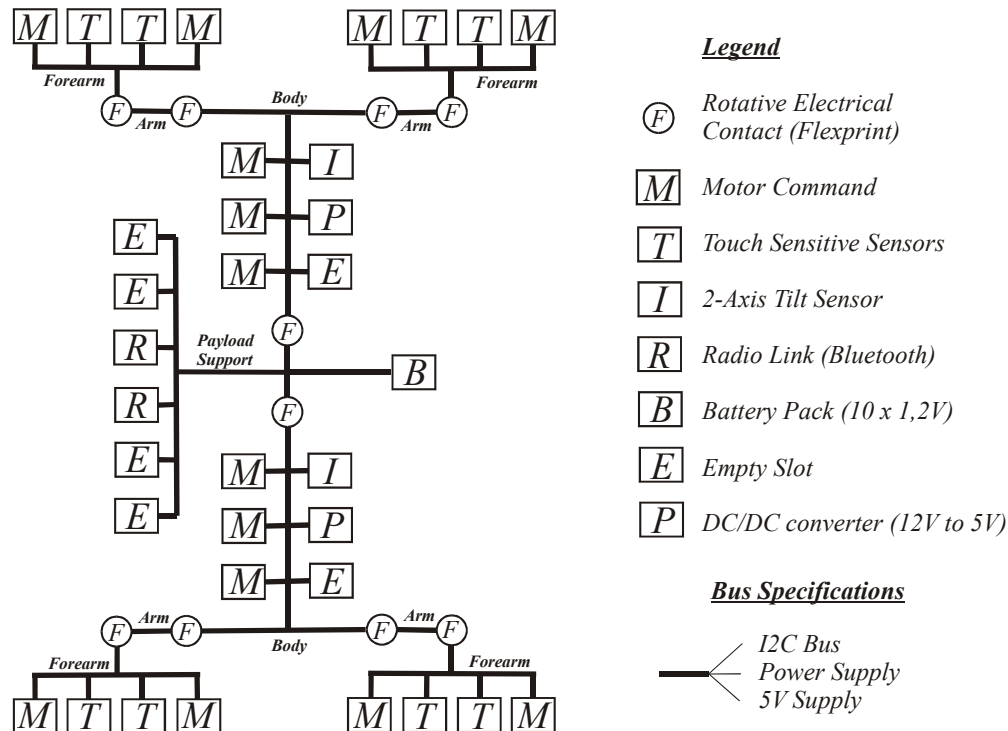 M T T M
M T T M
Forearm
Forearm
F F F F
Arm
Body
Arm
M I
M P
M E
E
E
R
R
E
E
F
Payload
Support
B
F
M I
M P
M E
Arm
Arm
F F F F
Body
Forearm
Forearm
M T T M
M T T M
Legend
F Rotative Electrical
Contact (Flexprint)
M Motor Command
T Touch Sensitive Sensors
I 2-Axis Tilt Sensor
R Radio Link (Bluetooth)
B Battery Pack (10 x 1,2V)
E Empty Slot
P DC/DC converter (12V to 5V)
Bus Specifications
I2C Bus
Power Supply
5V Supply